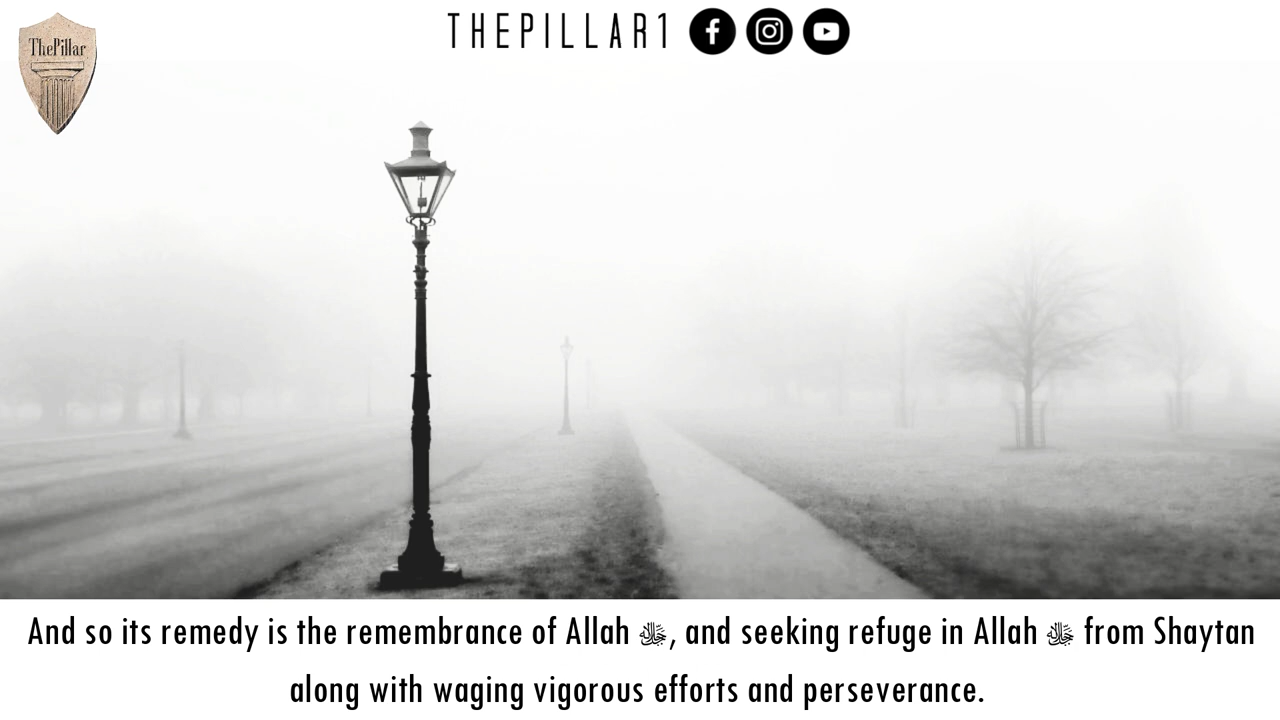 ThePillar
THEPILLAR1
And so its remedy is the remembrance of Allah ﷻ, and seeking refuge in Allah ﷻ from Shaytan
along with waging vigorous efforts and perseverance.